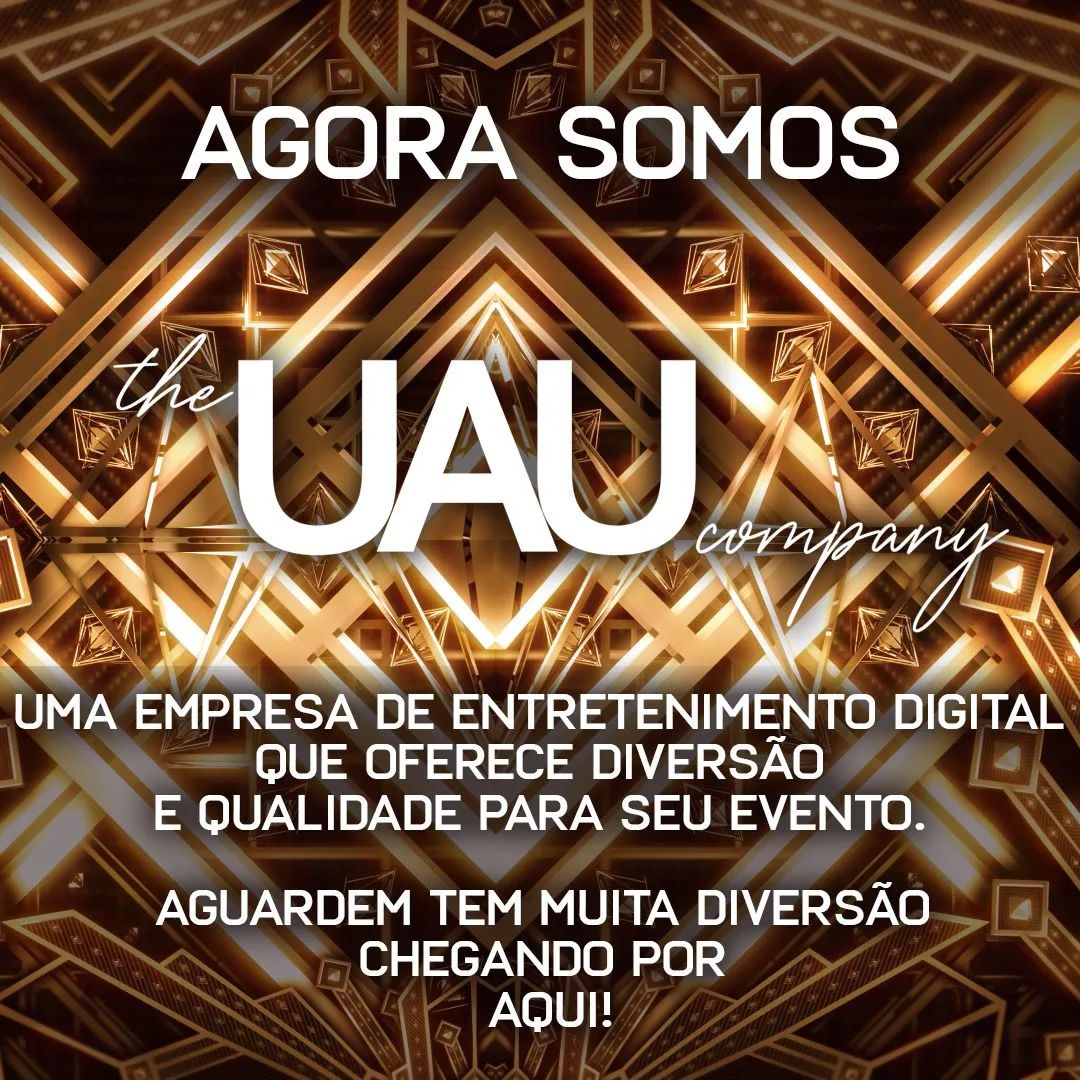 AGORA SOMOS
the UAU company
UMA EMPRESA DE ENTRETENIMENTO DIGITAL
QUE OFERECE DIVERSÃO
E QUALIDADE PARA SEU EVENTO.
AGUARDEM TEM MUITA DIVERSÃO
CHEGANDO POR
AQUI!